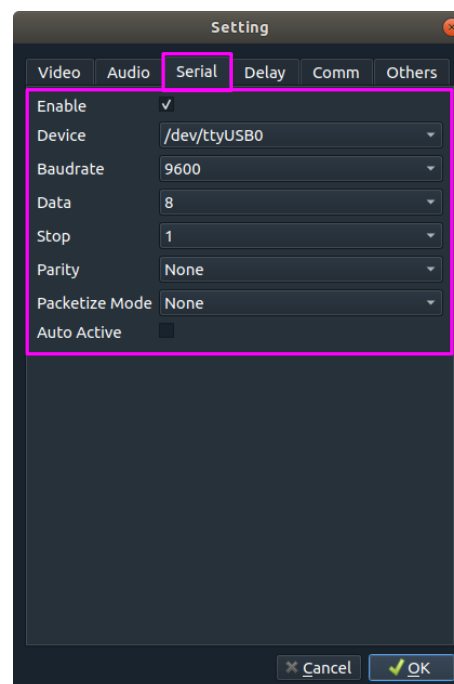 Setting
Video Audio Serial Delay Comm Others
Enable
Device /dev/ttyUSB0
Baudrate 9600
Data 8
Stop 1
Parity None
Packetize Mode None
Auto Active
Cancel OK